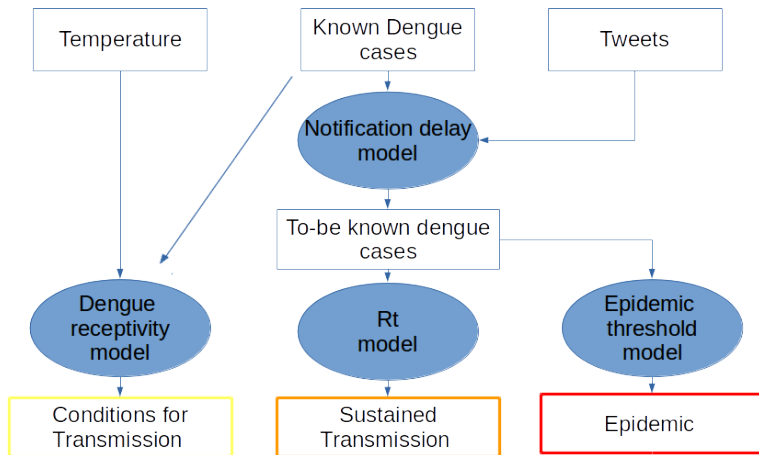 Temperature
Known Dengue
cases
Tweets
Notification delay
model
To-be known dengue
cases
Dengue
receptivity
model
Rt
model
Epidemic
threshold
model
Conditions for
Transmission
Sustained
Transmission
Epidemic